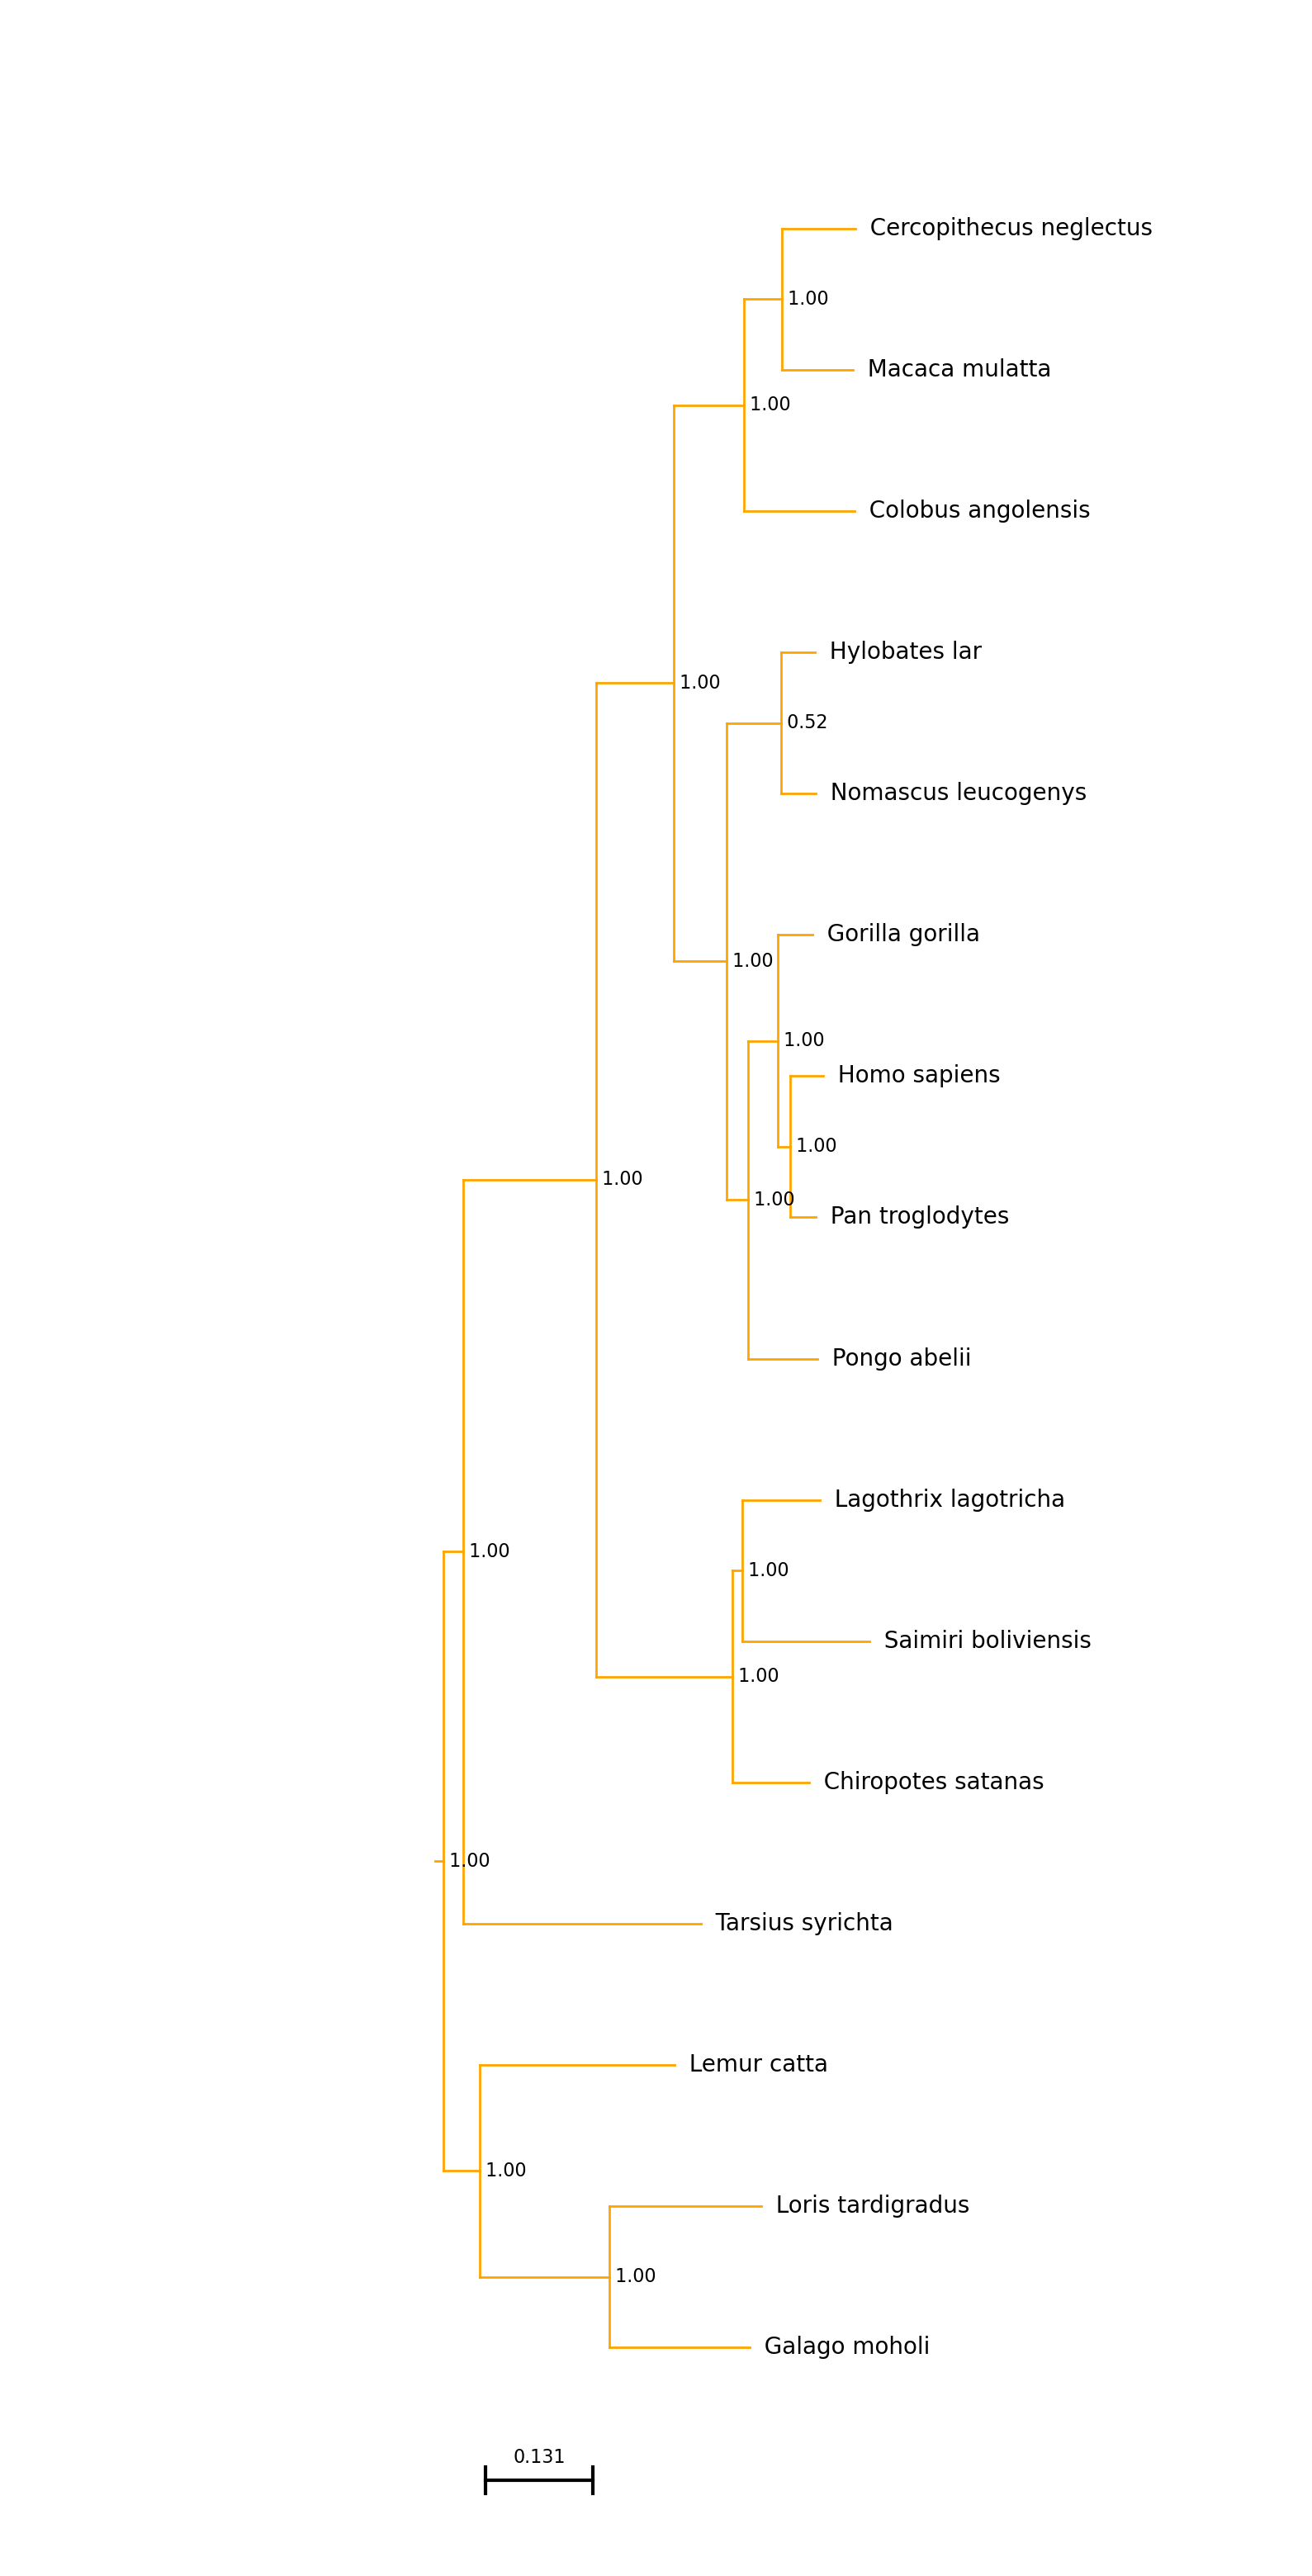 Cercopithecus neglectus
1.00
Macaca mulatta
1.00
Colobus angolensis
Hylobates lar
1.00
0.52
Nomascus leucogenys
Gorilla gorilla
1.00
1.00
Homo sapiens
1.00
1.00
1.00
Pan troglodytes
Pongo abelii
Lagothrix lagotricha
1.00
1.00
Saimiri boliviensis
1.00
Chiropotes satanas
1.00
Tarsius syrichta
Lemur catta
1.00
Loris tardigradus
1.00
Galago moholi
0.131